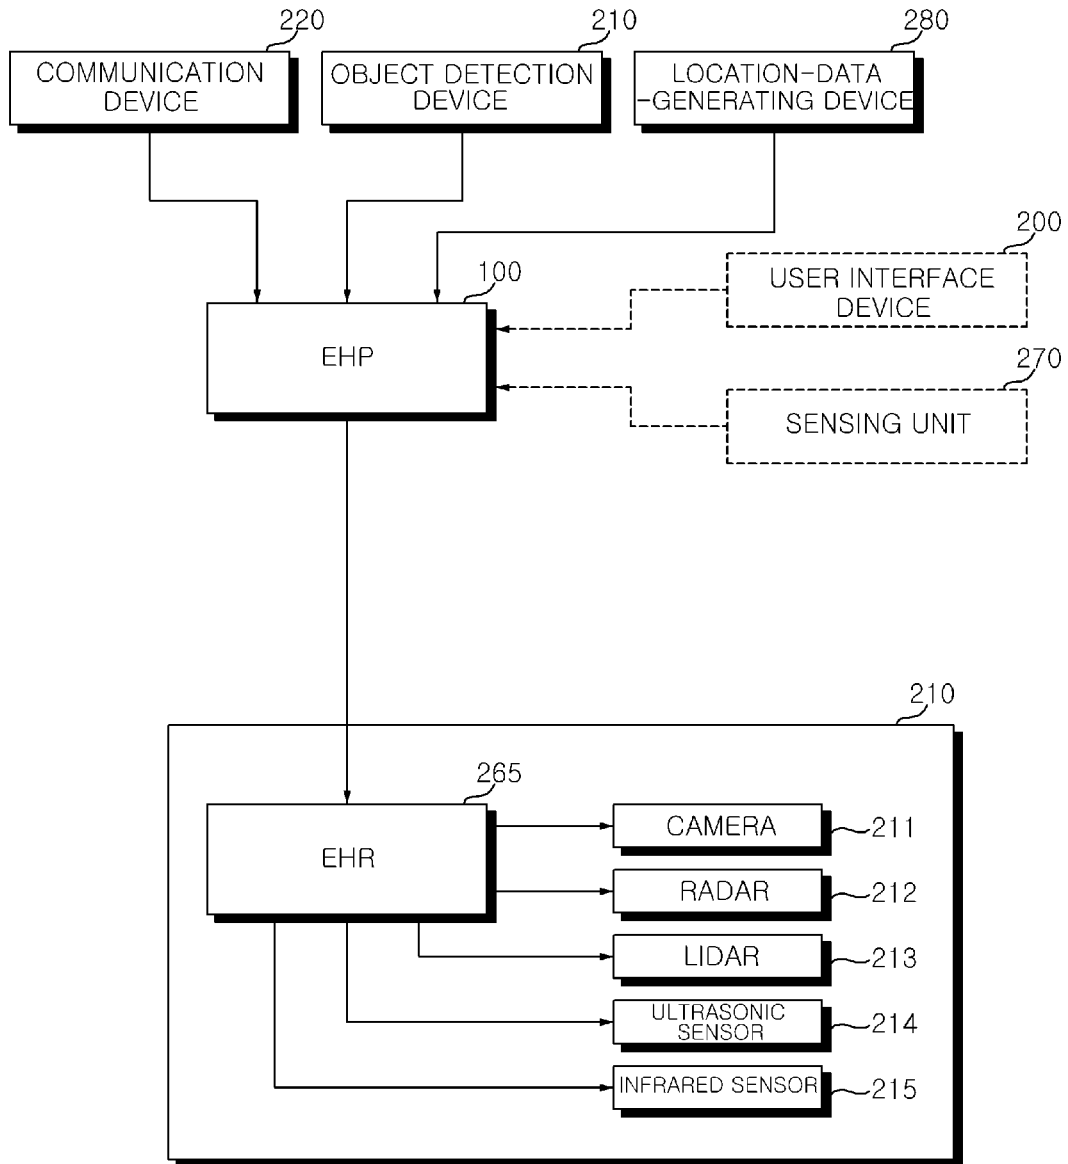 220
210
280
COMMUNICATION
DEVICE
OBJECT DETECTION
DEVICE
LOCATION-DATA
-GENERATING DEVICE
200
USER INTERFACE
DEVICE
100
EHP
270
SENSING UNIT
210
265
EHR
CAMERA
211
RADAR
212
LIDAR
213
ULTRASONIC
SENSOR
214
INFRARED SENSOR
215